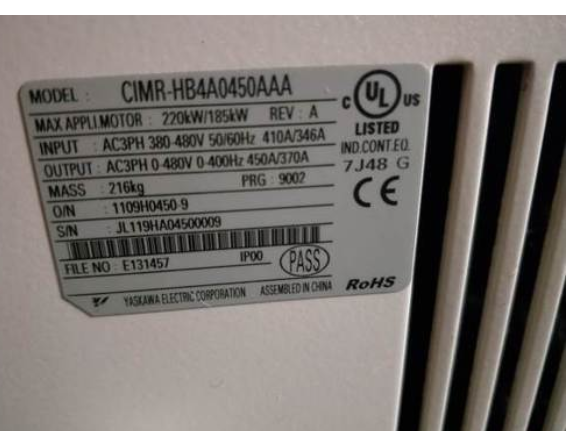 MODEL : CIMR-HB4A0450AAA
MAX APPLI.MOTOR : 220kW/185kW REV : A
INPUT : AC3PH 380-480V 50/60Hz 410A/346A
OUTPUT : AC3PH 0-480V 0-400Hz 450A/370A
MASS : 216kg PRG : 9002
O/N : 1109H0450-9
S/N : JL119HA04500009
FILE NO : E131457 IP00 PASS
YASKAWA ELECTRIC CORPORATION ASSEMBLED IN CHINA
C UL US
LISTED
IND.CONT.EQ.
7J48 G
CE
RoHS